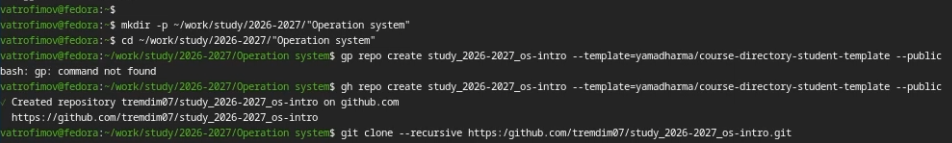 vatrofimov@fedora:~$
vatrofimov@fedora:~$ mkdir -p ~/work/study/2026-2027/"Operation system"
vatrofimov@fedora:~$ cd ~/work/study/2026-2027/"Operation system"
vatrofimov@fedora:~/work/study/2026-2027/Operation system$ gp repo create study_2026-2027_os-intro --template=yamadharma/course-directory-student-template --public
bash: gp: command not found
vatrofimov@fedora:~/work/study/2026-2027/Operation system$ gh repo create study_2026-2027_os-intro --template=yamadharma/course-directory-student-template --public
✓ Created repository tremdim07/study_2026-2027_os-intro on github.com
https://github.com/tremdim07/study_2026-2027_os-intro
vatrofimov@fedora:~/work/study/2026-2027/Operation system$ git clone --recursive https:/github.com/tremdim07/study_2026-2027_os-intro.git